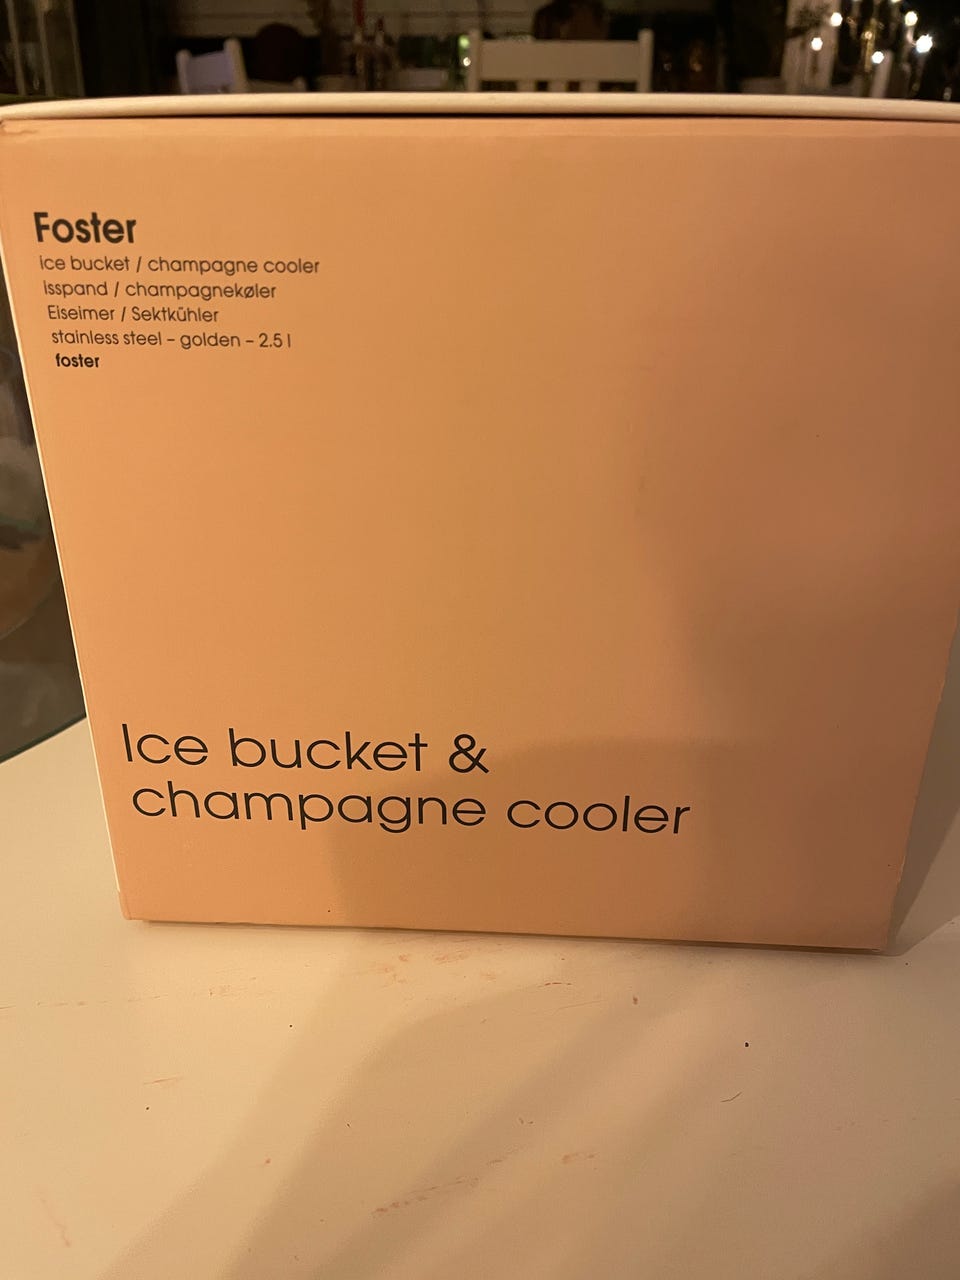 Foster
ice bucket / champagne cooler
isspand / champagnekøler
Eiseimer / Sektkühler
stainless steel – golden – 2.5 l
foster
Ice bucket &
champagne cooler